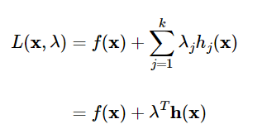 L(𝐱, λ) = f(𝐱) + ∑_{j=1}^{k} λ_j h_j(𝐱)
= f(𝐱) + λ^T 𝐡(𝐱)